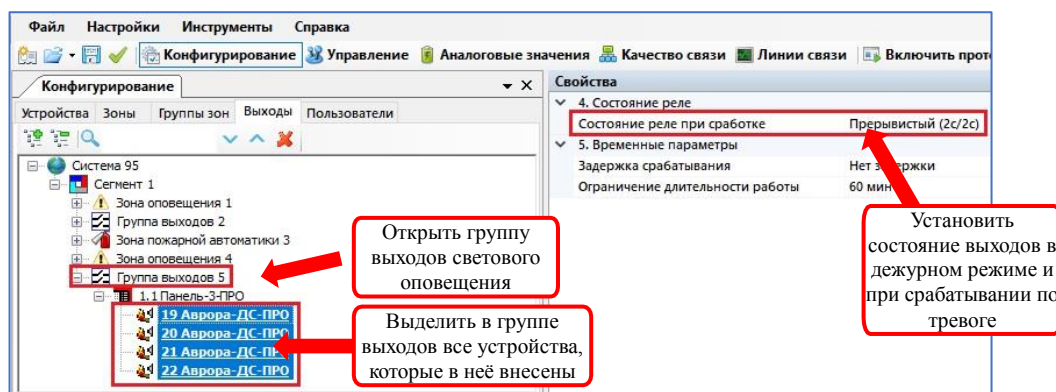 Файл Настройки Инструменты Справка
Конфигурирование Управление Аналоговые значения Качество связи Линии связи Включить прот
Конфигурирование
Устройства Зоны Группы зон Выходы Пользователи
Система 95
Сегмент 1
Зона оповещения 1
Группа выходов 2
Зона пожарной автоматики 3
Зона оповещения 4
Группа выходов 5
1.1 Панель-3-ПРО
19 Аврора-ДС-ПРО
20 Аврора-ДС-ПРО
21 Аврора-ДС-ПРО
22 Аврора-ДС-ПРО
Открыть группу
выходов светового
оповещения
Выделить в группе
выходов все устройства,
которые в неё внесены
Свойства
4. Состояние реле
Состояние реле при сработке Прерывистый (2с/2с)
5. Временные параметры
Задержка срабатывания Нет задержки
Ограничение длительности работы 60 мин
Установить
состояние выходов в
дежурном режиме и
при срабатывании по
тревоге